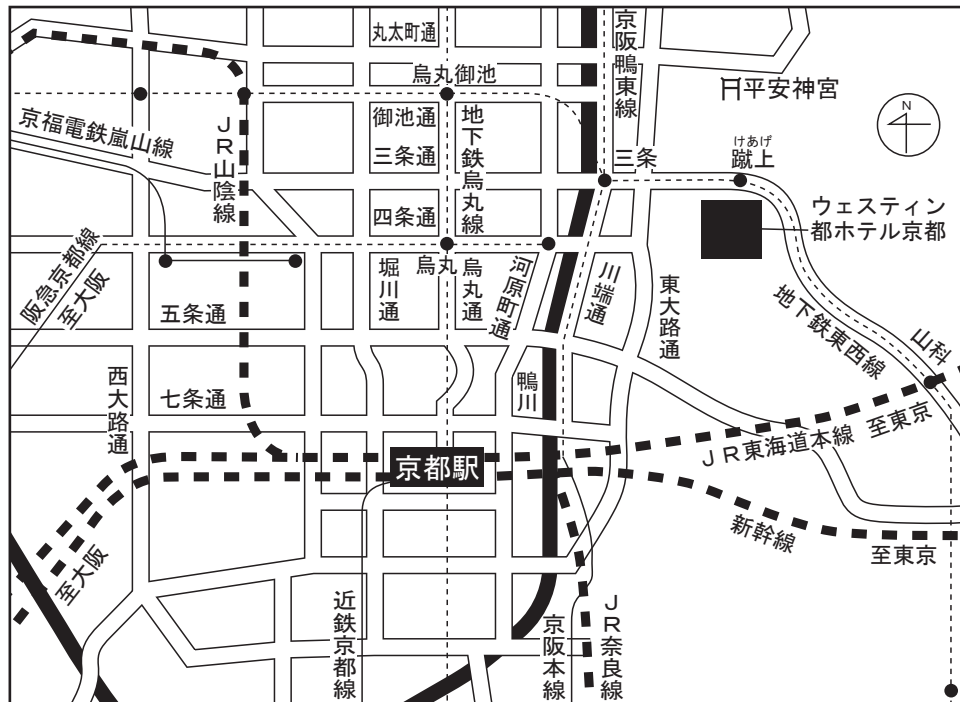 丸太町通
京阪鴨東線
烏丸御池
平安神宮
N
京福電鉄嵐山線
JR山陰線
御池通
地下鉄烏丸線
三条通
三条
けあげ
蹴上
四条通
ウェスティン
都ホテル京都
阪急京都線
至大阪
堀川通
烏丸
烏丸通
河原町通
川端通
東大路通
地下鉄東西線
山科
五条通
西大路通
七条通
鴨川
京都駅
JR東海道本線
至東京
新幹線
至東京
至大阪
近鉄京都線
京阪本線
JR奈良線